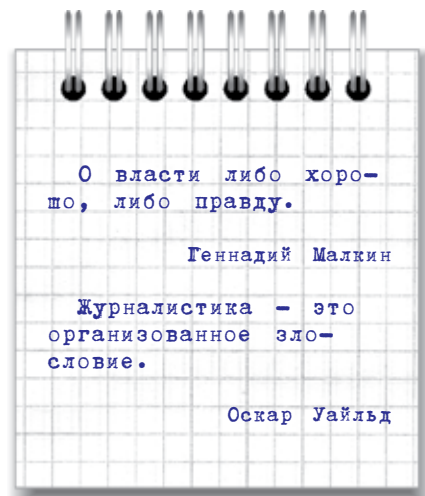 О власти либо хоро-
шо, либо правду.
Геннадий Малкин
Журналистика – это
организованное зло-
словие.
Оскар Уайльд